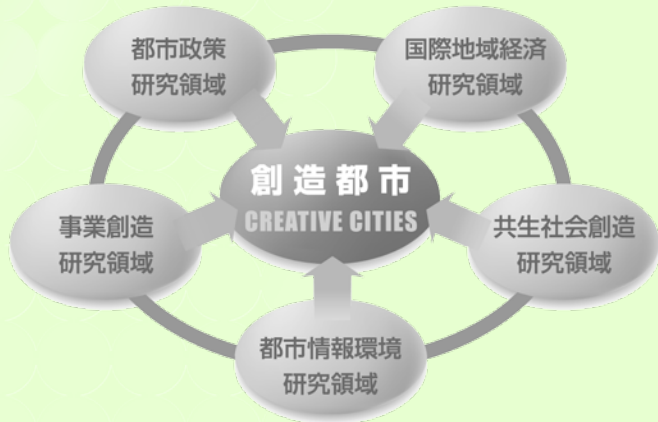 都市政策
研究領域
国際地域経済
研究領域
創造都市
CREATIVE CITIES
事業創造
研究領域
共生社会創造
研究領域
都市情報環境
研究領域